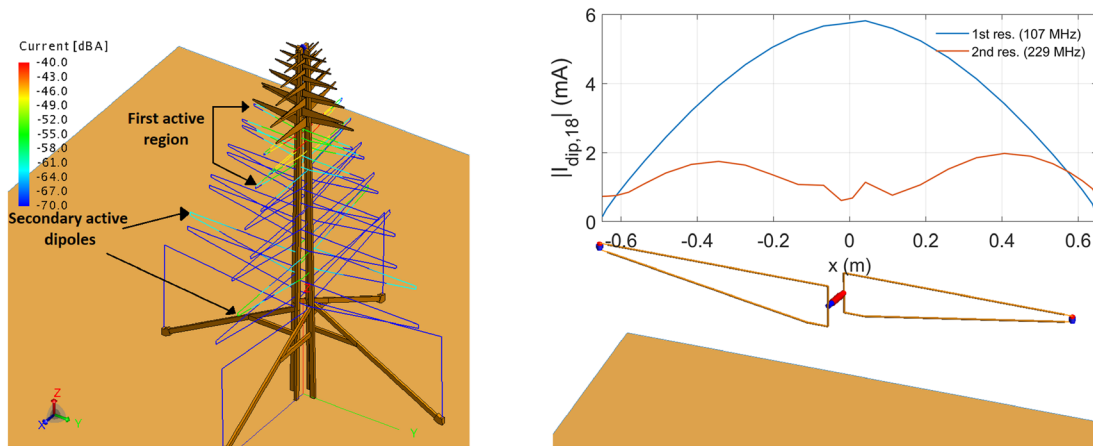 Current [dBA]
-40.0
-43.0
-46.0
-49.0
-52.0
-55.0
-58.0
-61.0
-64.0
-67.0
-70.0
First active
region
Secondary active
dipoles
Z
X
Y
Y
6
4
2
0
|I_dip,18| (mA)
1st res. (107 MHz)
2nd res. (229 MHz)
-0.6
-0.4
-0.2
0
0.2
0.4
0.6
x (m)